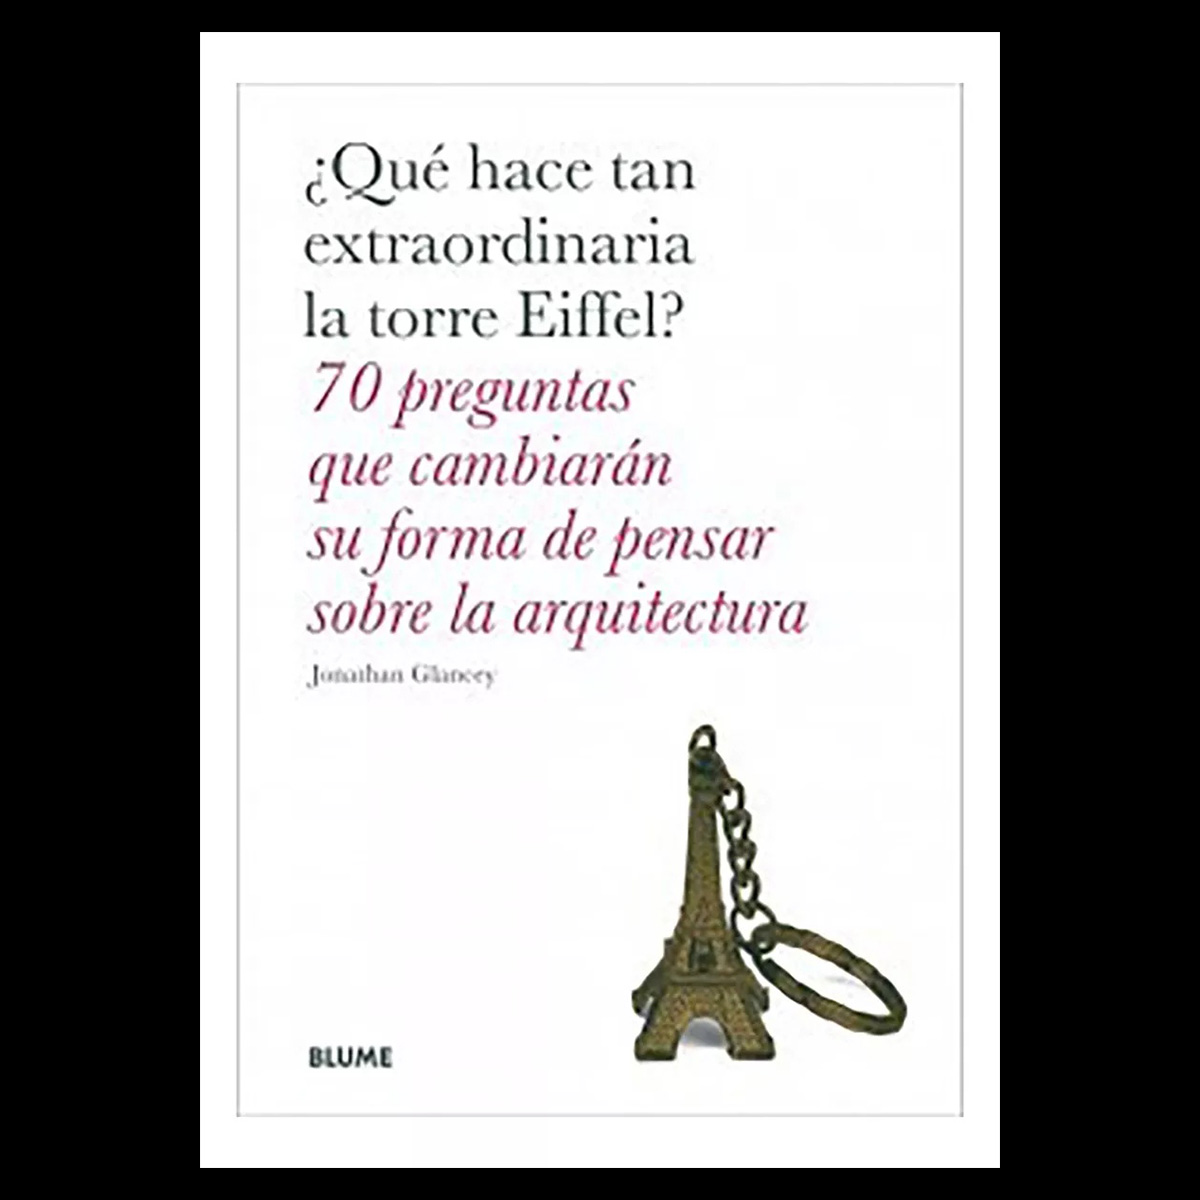 ¿Qué hace tan
extraordinaria
la torre Eiffel?
70 preguntas
que cambiarán
su forma de pensar
sobre la arquitectura
Jonathan Glancey
BLUME